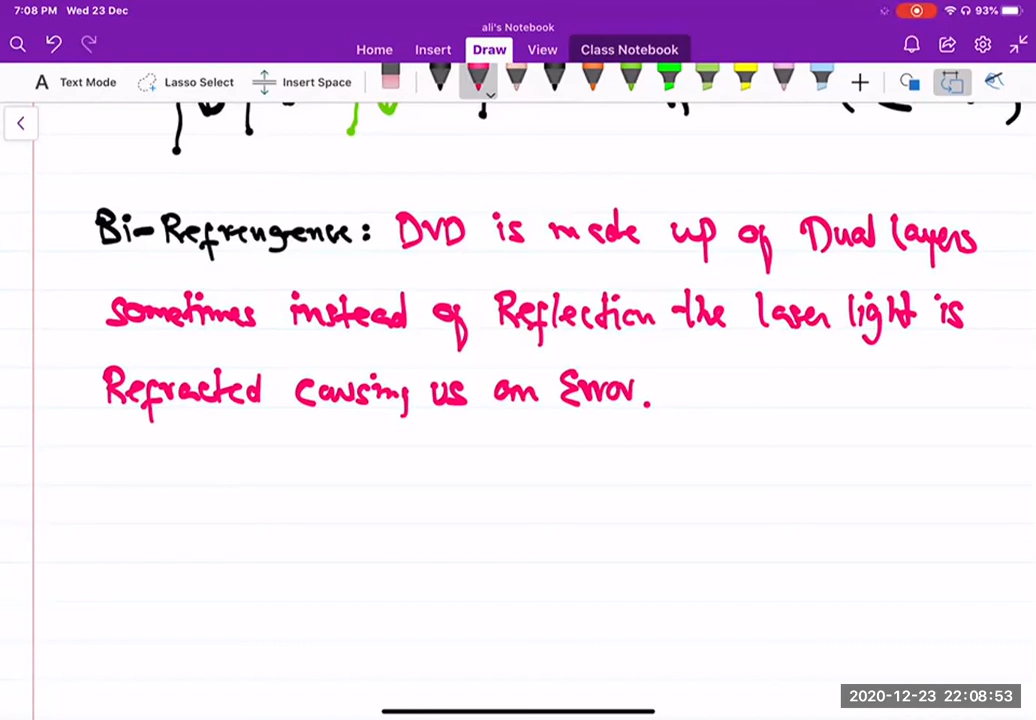 7:08 PM Wed 23 Dec
93%
ali's Notebook
Home Insert Draw View Class Notebook
A Text Mode Lasso Select Insert Space
Bi-Refrengence: DVD is made up of Dual layers
sometimes instead of Reflection the laser light is
Refracted causing us an Error.
2020-12-23 22:08:53